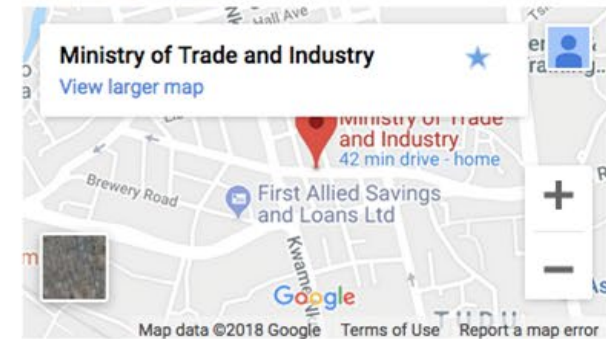 Hall Ave
Ministry of Trade and Industry
View larger map
Ministry of Trade
and Industry
42 min drive - home
Brewery Road
First Allied Savings
and Loans Ltd
Kwame
+
−
Google
TUDU
Map data ©2018 Google Terms of Use Report a map error